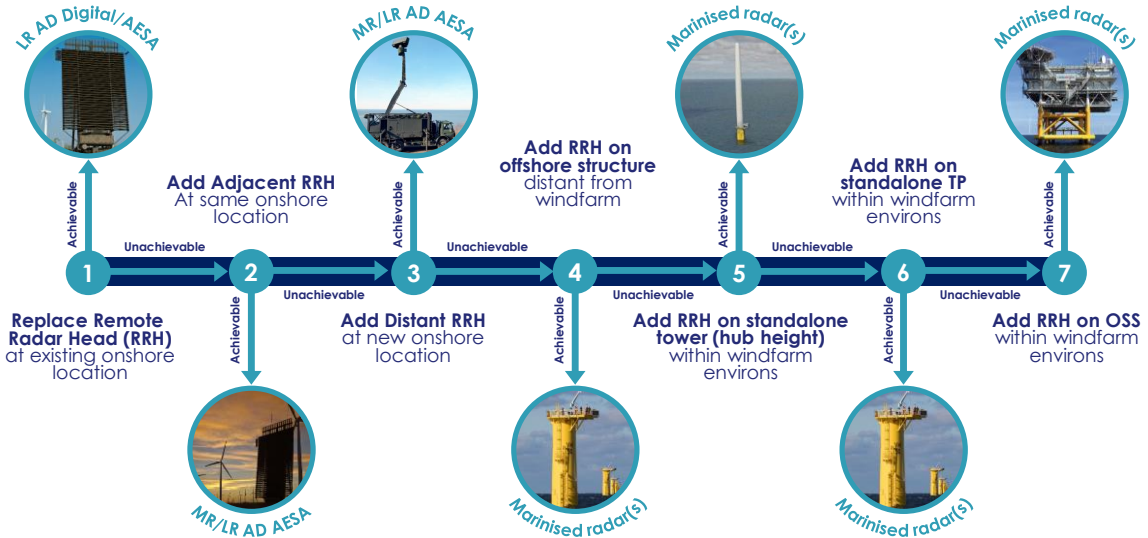 LR AD Digital/AESA
MR/LR AD AESA
Marinised radar(s)
Marinised radar(s)
Achievable
Add Adjacent RRH
At same onshore
location
Achievable
Add RRH on
offshore structure
distant from
windfarm
Achievable
Add RRH on
standalone TP
within windfarm
environs
Achievable
Unachievable
Unachievable
Unachievable
1
2
3
4
5
6
7
Unachievable
Unachievable
Unachievable
Replace Remote
Radar Head (RRH)
at existing onshore
location
Achievable
Add Distant RRH
at new onshore
location
Achievable
Add RRH on standalone
tower (hub height)
within windfarm
environs
Achievable
Add RRH on OSS
within windfarm
environs
MR/LR AD AESA
Marinised radar(s)
Marinised radar(s)